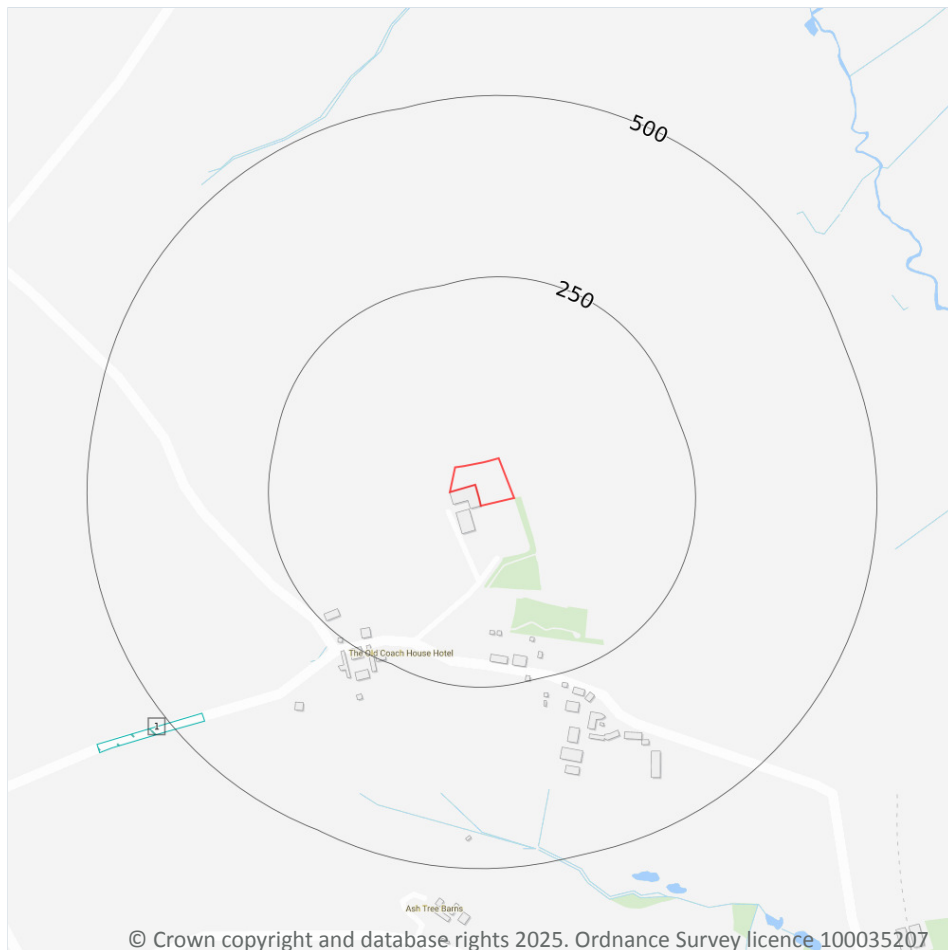 500
250
The Old Coach House Hotel
1
Ash Tree Barns
© Crown copyright and database rights 2025. Ordnance Survey licence 100035207